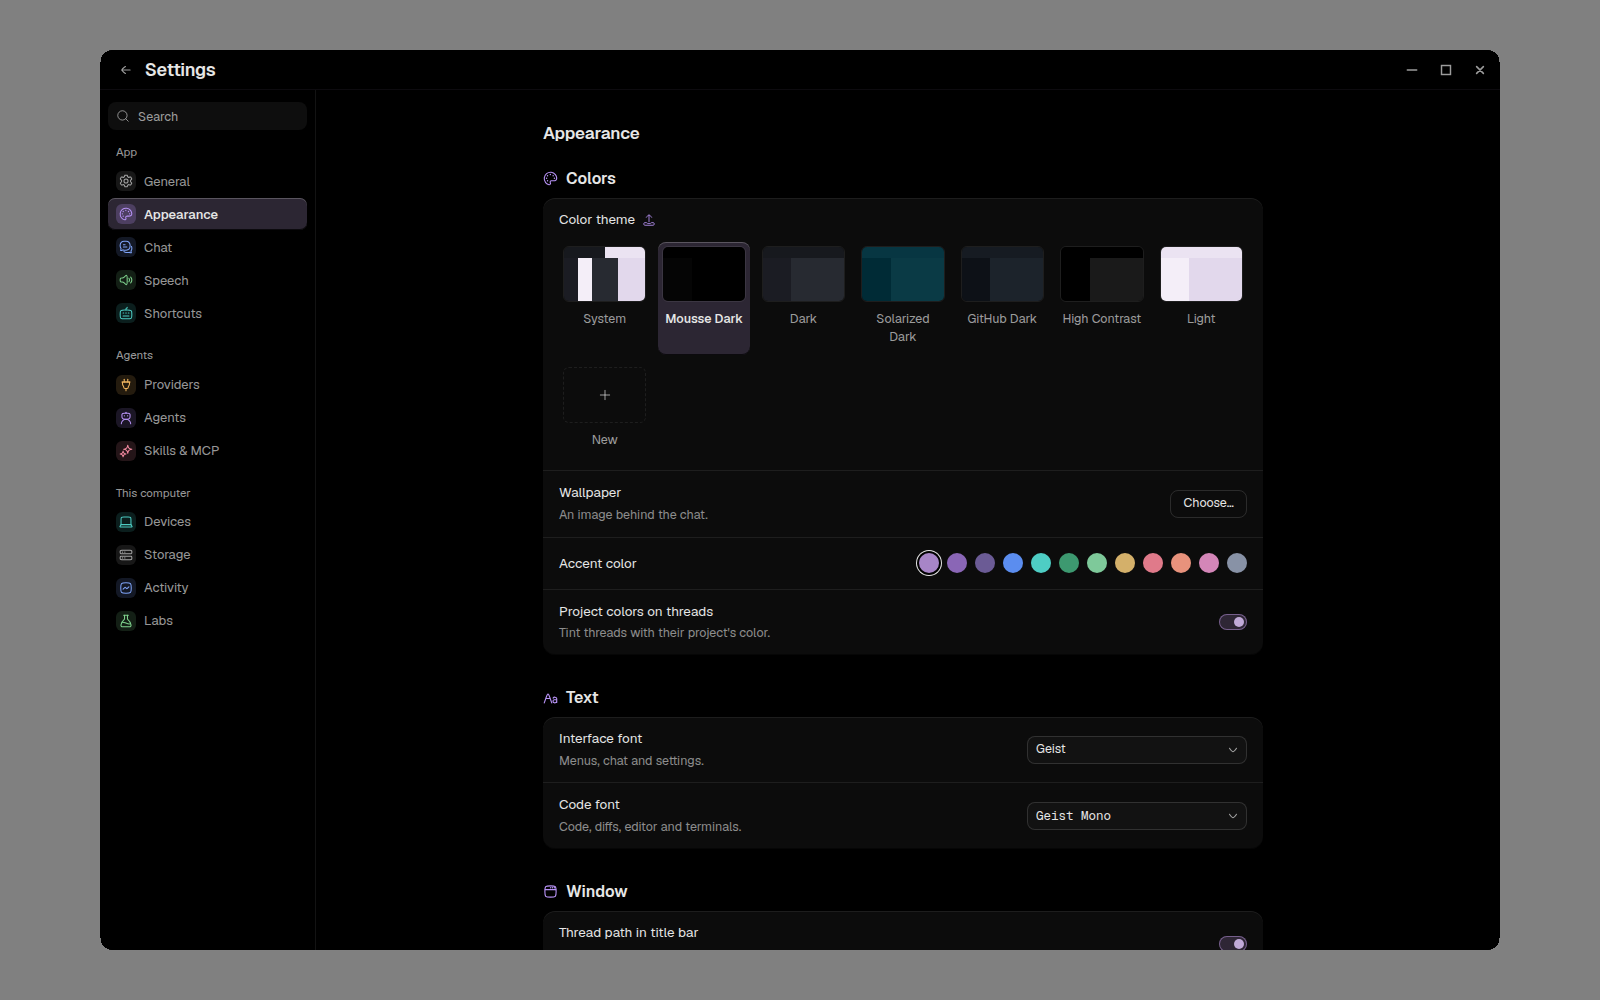 Settings
Search
App
General
Appearance
Chat
Speech
Shortcuts
Agents
Providers
Agents
Skills & MCP
This computer
Devices
Storage
Activity
Labs
Appearance
Colors
Color theme
System
Mousse Dark
Dark
Solarized
Dark
GitHub Dark
High Contrast
Light
New
Wallpaper
An image behind the chat.
Choose...
Accent color
Project colors on threads
Tint threads with their project's color.
Aa Text
Interface font
Menus, chat and settings.
Geist
Code font
Code, diffs, editor and terminals.
Geist Mono
Window
Thread path in title bar